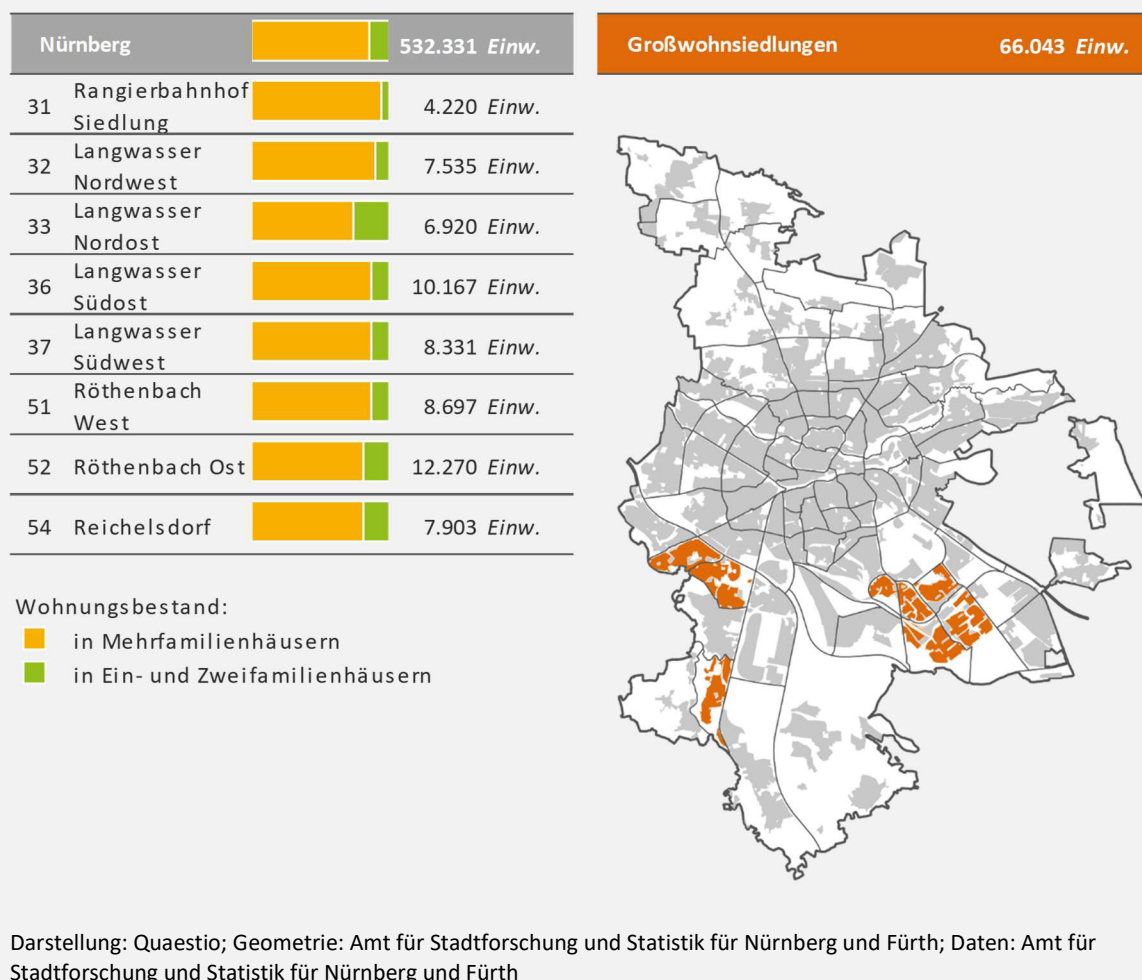 Nürnberg 532.331 Einw.
Großwohnsiedlungen 66.043 Einw.
31 Rangierbahnhof Siedlung 4.220 Einw.
32 Langwasser Nordwest 7.535 Einw.
33 Langwasser Nordost 6.920 Einw.
36 Langwasser Südost 10.167 Einw.
37 Langwasser Südwest 8.331 Einw.
51 Röthenbach West 8.697 Einw.
52 Röthenbach Ost 12.270 Einw.
54 Reichelsdorf 7.903 Einw.
Wohnungsbestand:
in Mehrfamilienhäusern
in Ein- und Zweifamilienhäusern
Darstellung: Quaestio; Geometrie: Amt für Stadtforschung und Statistik für Nürnberg und Fürth; Daten: Amt für
Stadtforschung und Statistik für Nürnberg und Fürth